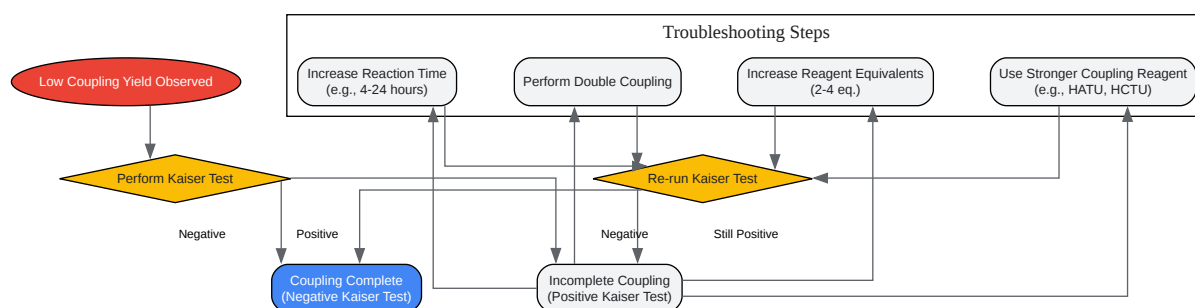 Troubleshooting Steps
Low Coupling Yield Observed
Increase Reaction Time
(e.g., 4-24 hours)
Perform Double Coupling
Increase Reagent Equivalents
(2-4 eq.)
Use Stronger Coupling Reagent
(e.g., HATU, HCTU)
Perform Kaiser Test
Re-run Kaiser Test
Negative
Positive
Negative
Still Positive
Coupling Complete
(Negative Kaiser Test)
Incomplete Coupling
(Positive Kaiser Test)